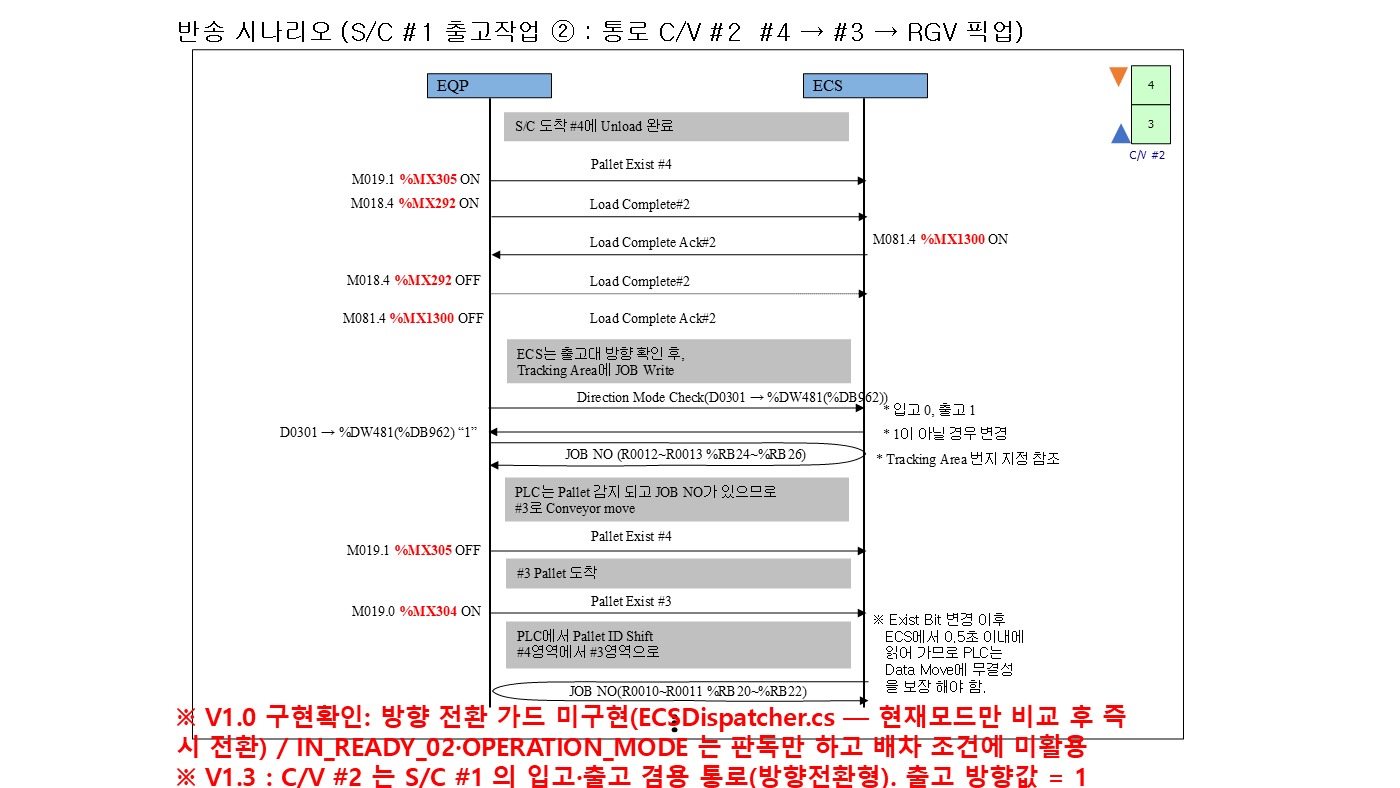 반송 시나리오 (S/C #1 출고작업 ② : 통로 C/V #2  #4 → #3 → RGV 픽업)
EQP
ECS
4
3
C/V #2
S/C 도착 #4에 Unload 완료
Pallet Exist #4
M019.1 %MX305 ON
M018.4 %MX292 ON
Load Complete#2
Load Complete Ack#2
M081.4 %MX1300 ON
M018.4 %MX292 OFF
Load Complete#2
M081.4 %MX1300 OFF
Load Complete Ack#2
ECS는 출고대 방향 확인 후,
Tracking Area에 JOB Write
Direction Mode Check(D0301 → %DW481(%DB962))
* 입고 0, 출고 1
D0301 → %DW481(%DB962) “1”
* 1이 아닐 경우 변경
JOB NO (R0012~R0013 %RB24~%RB26)
* Tracking Area 번지 지정 참조
PLC는 Pallet 감지 되고 JOB NO가 있으므로
#3로 Conveyor move
Pallet Exist #4
M019.1 %MX305 OFF
#3 Pallet 도착
Pallet Exist #3
M019.0 %MX304 ON
PLC에서 Pallet ID Shift
#4영역에서 #3영역으로
※ Exist Bit 변경 이후
ECS에서 0.5초 이내에
읽어 가므로 PLC는
Data Move에 무결성
을 보장 해야 함.
JOB NO(R0010~R0011 %RB20~%RB22)
※ V1.0 구현확인: 방향 전환 가드 미구현(ECSDispatcher.cs — 현재모드만 비교 후 즉
시 전환) / IN_READY_02·OPERATION_MODE 는 판독만 하고 배차 조건에 미활용
※ V1.3 : C/V #2 는 S/C #1 의 입고·출고 겸용 통로(방향전환형). 출고 방향값 = 1